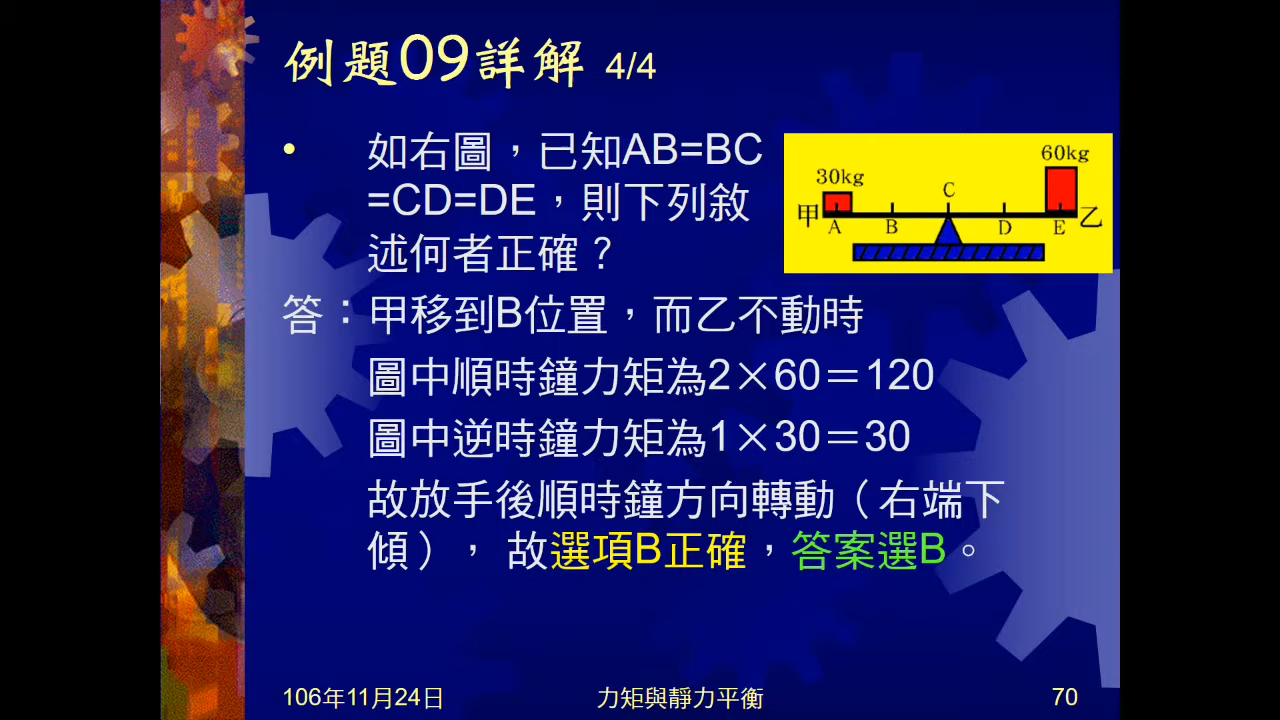 例題09詳解 4/4
• 如右圖，已知AB=BC
=CD=DE，則下列敘
述何者正確？
30kg
60kg
C
甲
乙
A B D E
答：甲移到B位置，而乙不動時
圖中順時鐘力矩為2×60＝120
圖中逆時鐘力矩為1×30＝30
故放手後順時鐘方向轉動（右端下
傾），故選項B正確，答案選B。
106年11月24日
力矩與靜力平衡
70